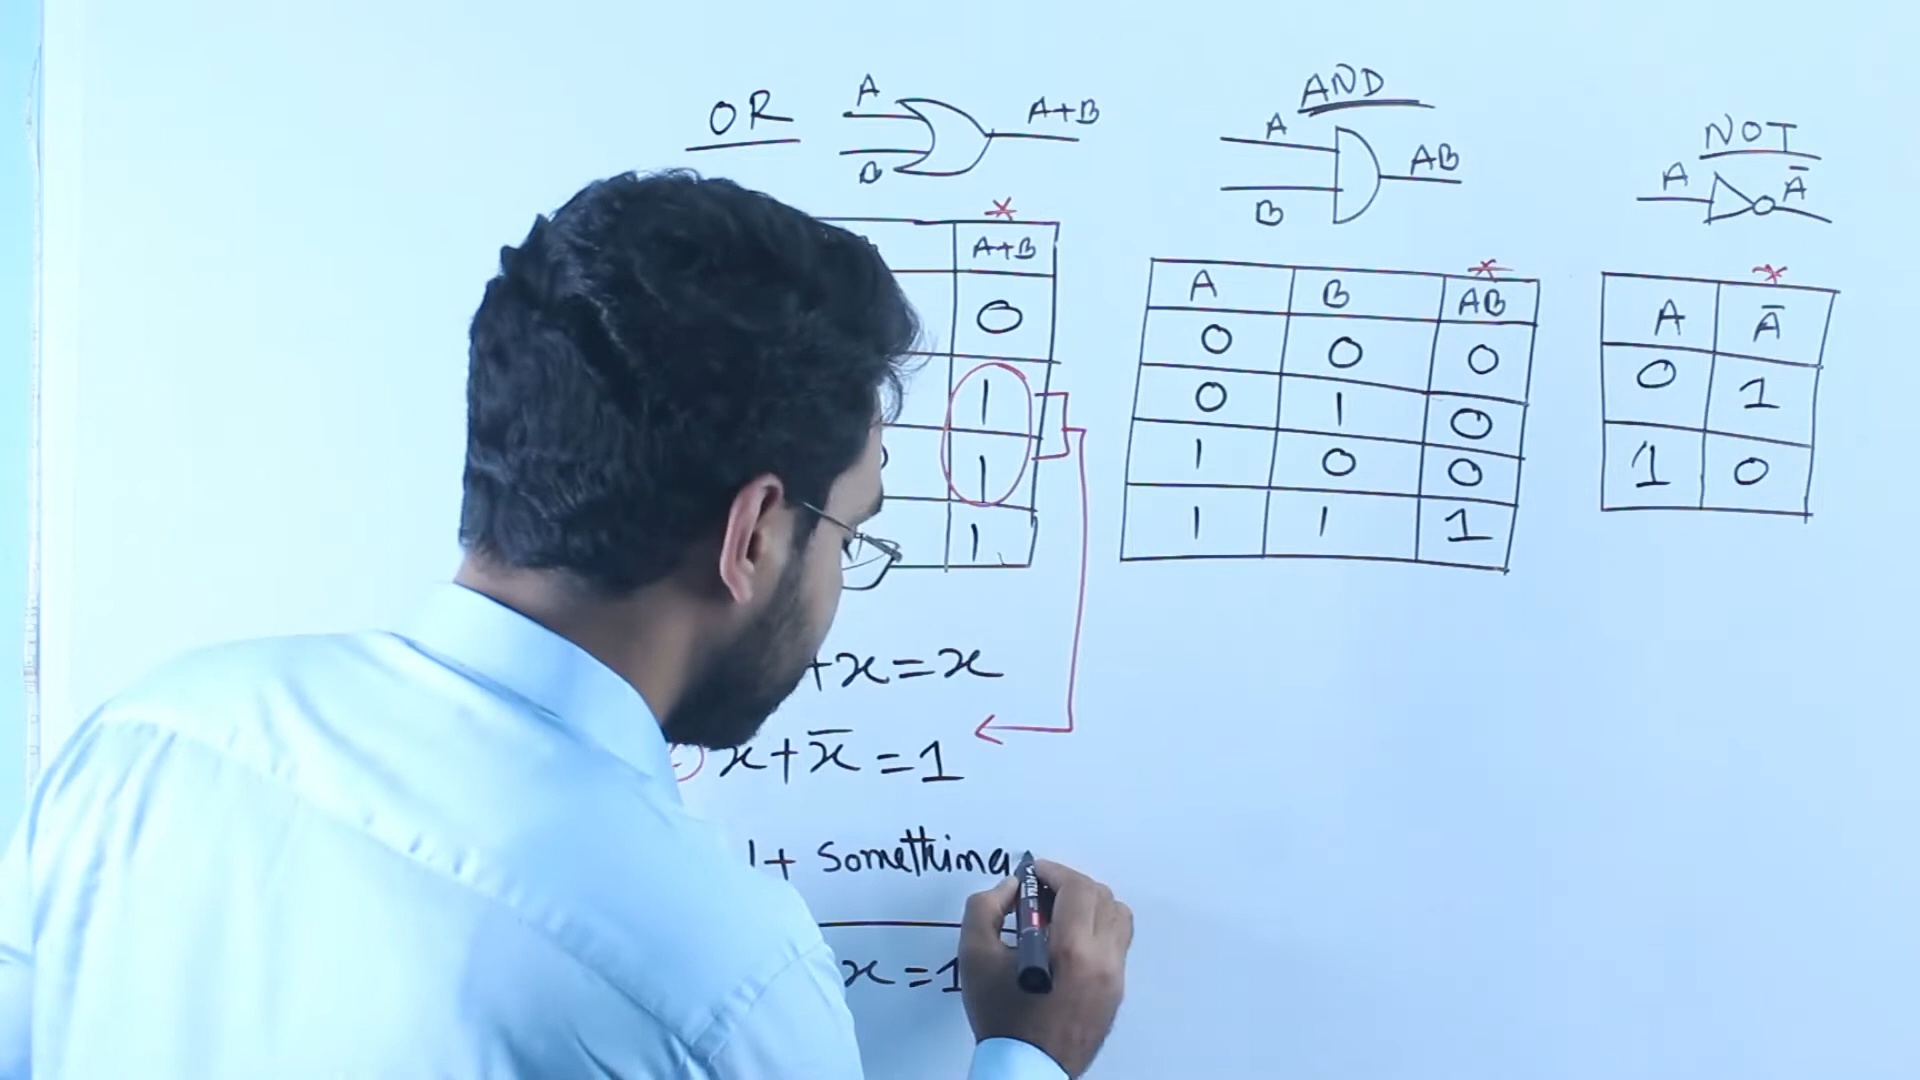 OR
A
B
A+B
*
A+B
0
1
1
1
AND
A
B
AB
*
A B AB
0 0 0
0 1 0
1 0 0
1 1 1
NOT
A
Ā
*
A Ā
0 1
1 0
+x=x
x+x̄=1
1+ Something
x=1